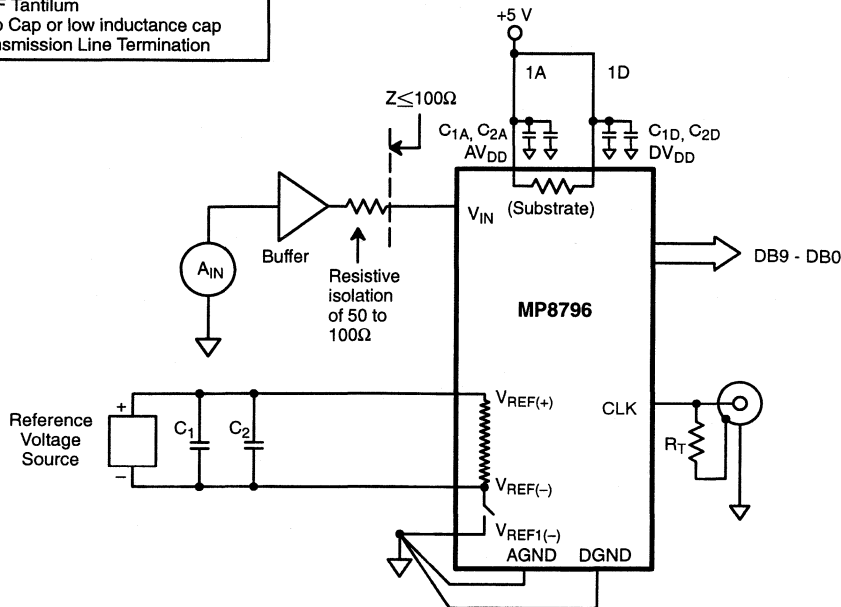 Tantilum
Cap or low inductance cap
Line Termination
+5 V
1A
1D
Z≤100Ω
C1A, C2A
AVDD
C1D, C2D
DVDD
(Substrate)
VIN
Buffer
AIN
Resistive
isolation
of 50 to
100Ω
DB9 - DB0
MP8796
Reference
Voltage
Source
+
–
C1
C2
VREF(+)
CLK
RT
VREF(–)
VREF1(–)
AGND
DGND